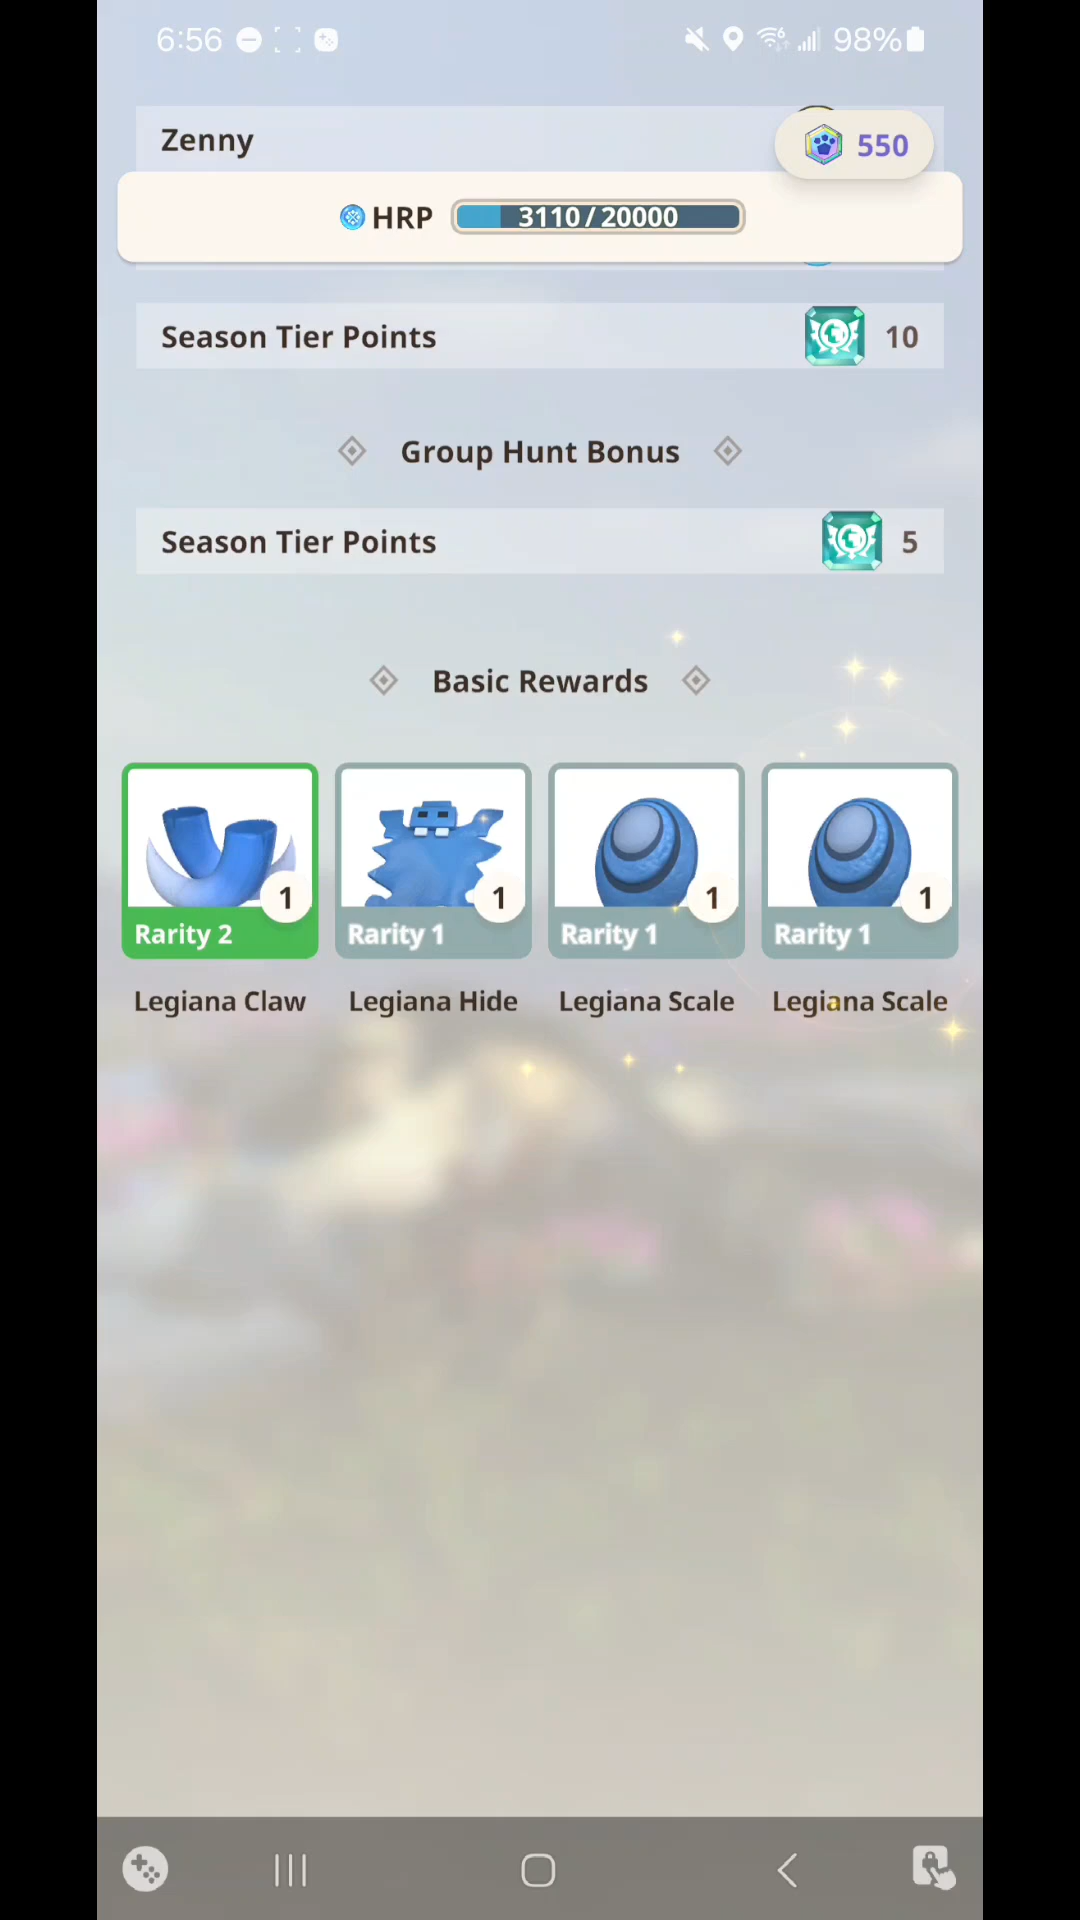 6:56
98%
Zenny
550
HRP 3110/20000
Season Tier Points 10
Group Hunt Bonus
Season Tier Points 5
Basic Rewards
1 1 1 1
Rarity 2 Rarity 1 Rarity 1 Rarity 1
Legiana Claw Legiana Hide Legiana Scale Legiana Scale